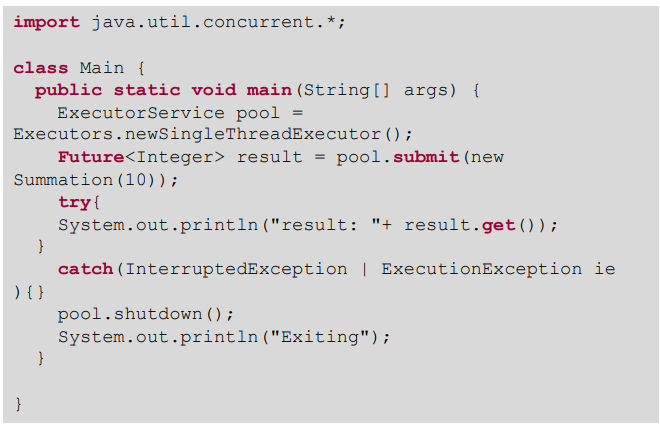 import java.util.concurrent.*;

class Main {
  public static void main(String[] args) {
    ExecutorService pool =
Executors.newSingleThreadExecutor();
    Future<Integer> result = pool.submit(new
Summation(10));
    try{
    System.out.println("result: "+ result.get());
  }
    catch(InterruptedException | ExecutionException ie
){}
    pool.shutdown();
    System.out.println("Exiting");
  }

}